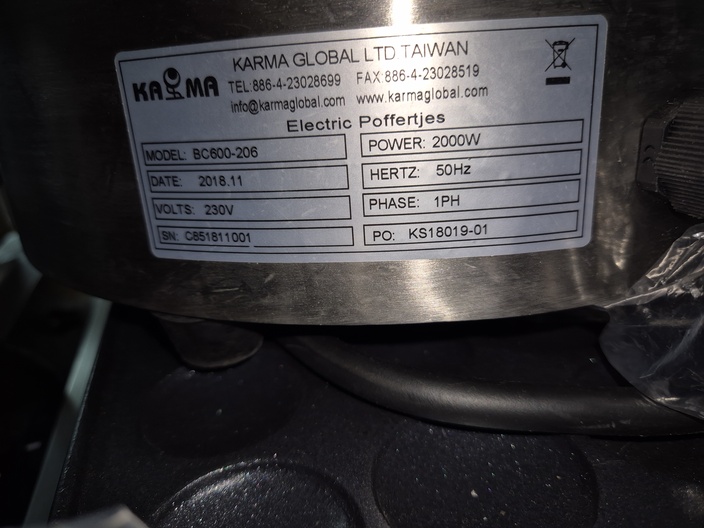 KARMA
KARMA GLOBAL LTD TAIWAN
TEL:886-4-23028699 FAX:886-4-23028519
info@karmaglobal.com www.karmaglobal.com
Electric Poffertjes
MODEL: BC600-206
POWER: 2000W
DATE: 2018.11
HERTZ: 50Hz
VOLTS: 230V
PHASE: 1PH
SN: C851811001
PO: KS18019-01